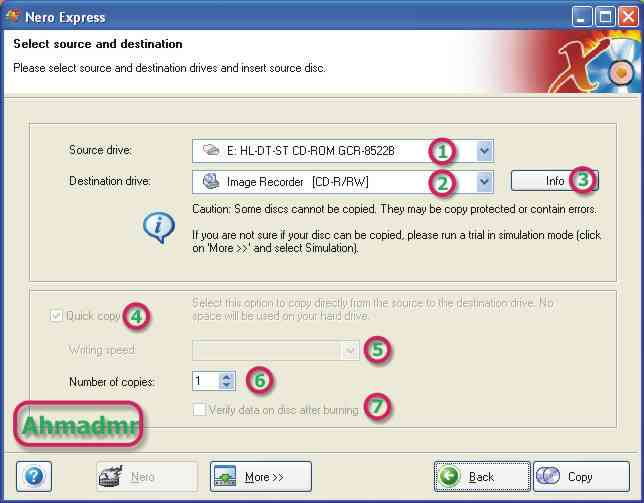 Nero Express
Select source and destination
Please select source and destination drives and insert source disc.
Source drive: E: HL-DT-ST CD-ROM GCR-8522B 1
Destination drive: Image Recorder [CD-R/RW] 2 Info 3
Caution: Some discs cannot be copied. They may be copy protected or contain errors.
If you are not sure if your disc can be copied, please run a trial in simulation mode (click
on 'More >>' and select Simulation).
Quick copy 4
Select this option to copy directly from the source to the destination drive. No
space will be used on your hard drive.
Writing speed: 5
Number of copies: 1 6
Verify data on disc after burning 7
Ahmadmr
? Nero More >> Back Copy